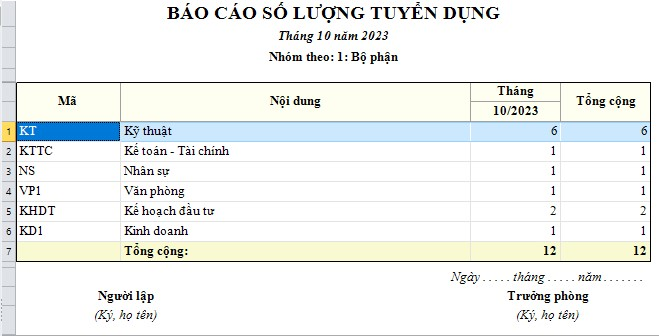 BÁO CÁO SỐ LƯỢNG TUYỂN DỤNG
Tháng 10 năm 2023
Nhóm theo: 1: Bộ phận
Mã Nội dung Tháng Tổng cộng
10/2023
1 KT Kỹ thuật 6 6
2 KTTC Kế toán - Tài chính 1 1
3 NS Nhân sự 1 1
4 VP1 Văn phòng 1 1
5 KHDT Kế hoạch đầu tư 2 2
6 KD1 Kinh doanh 1 1
7 Tổng cộng: 12 12
Ngày . . . . . tháng . . . . . năm . . . . . . .
Người lập Trưởng phòng
(Ký, họ tên) (Ký, họ tên)